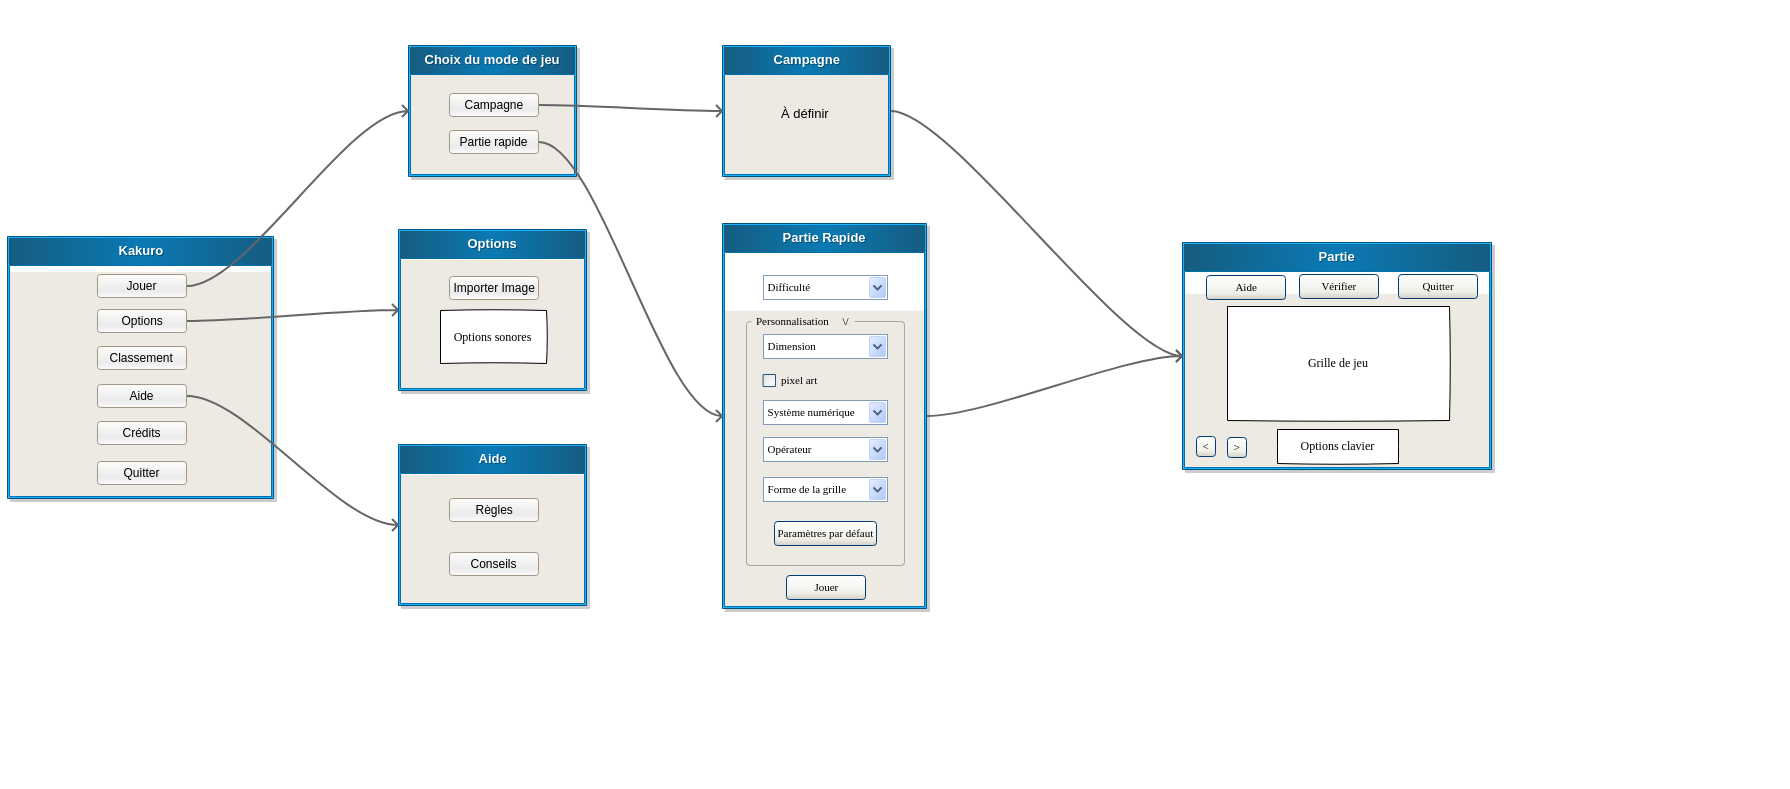 Kakuro
Jouer
Options
Classement
Aide
Crédits
Quitter
Choix du mode de jeu
Campagne
Partie rapide
Options
Importer Image
Options sonores
Aide
Règles
Conseils
Campagne
À définir
Partie Rapide
Difficulté
Personnalisation V
Dimension
pixel art
Système numérique
Opérateur
Forme de la grille
Paramètres par défaut
Jouer
Partie
Aide Vérifier Quitter
Grille de jeu
< > Options clavier